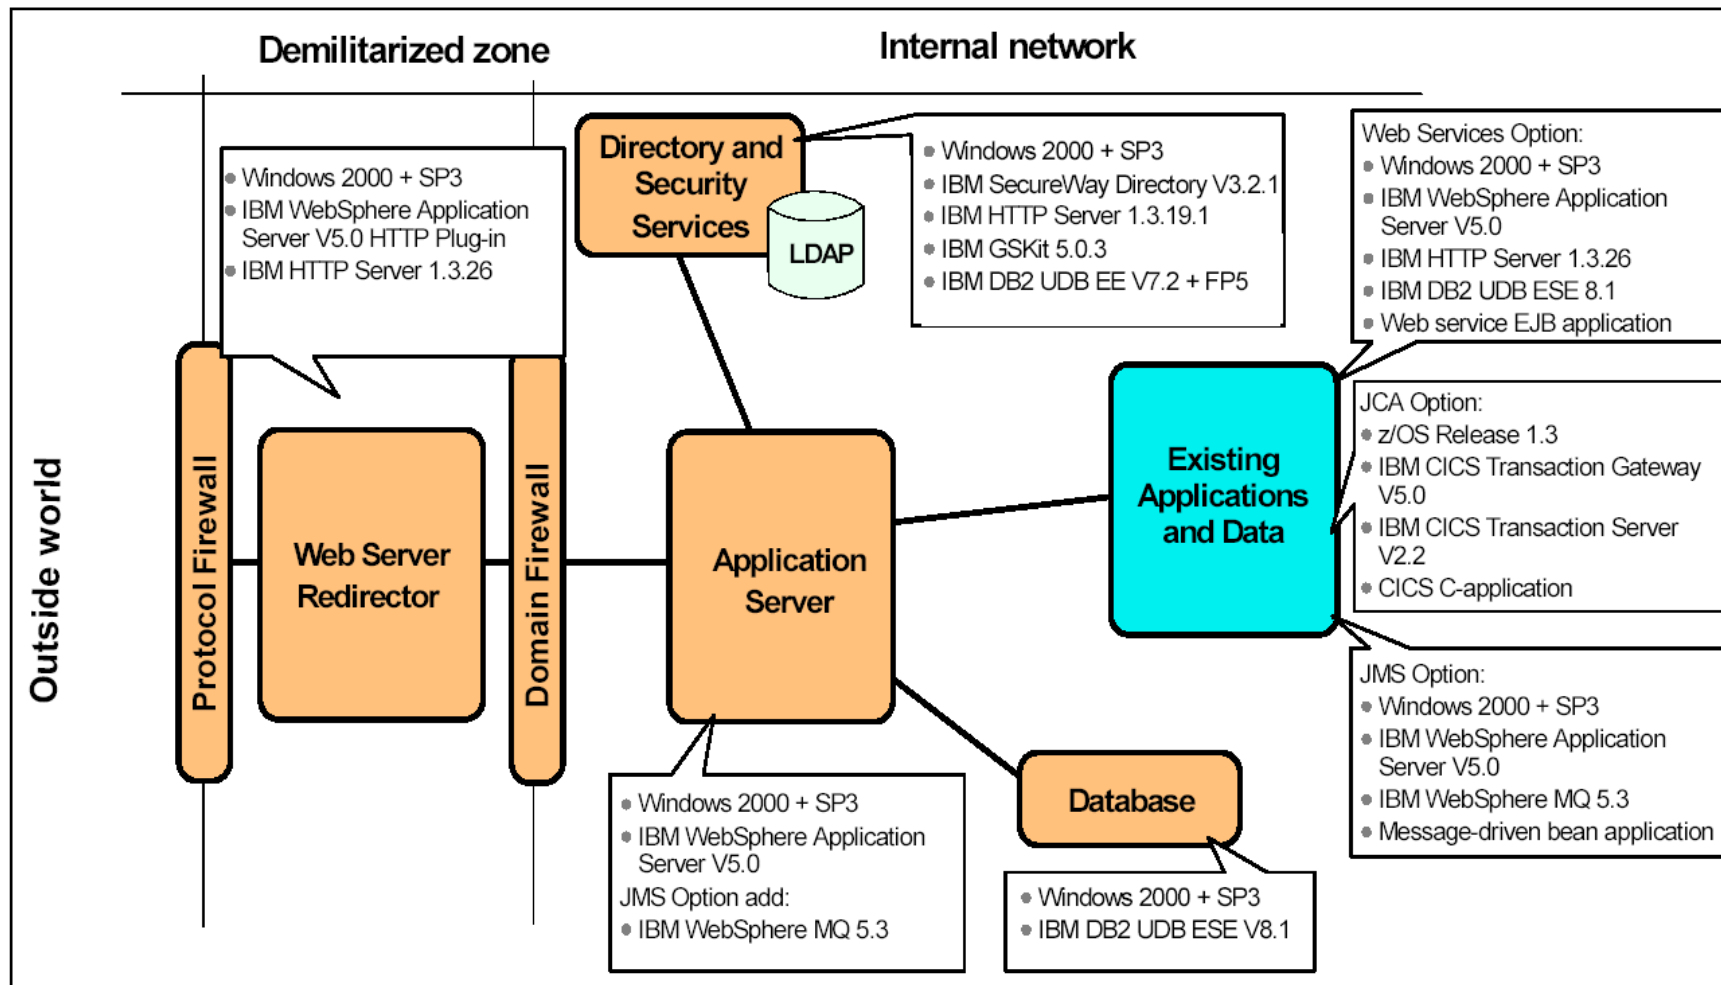 Demilitarized zone
Internal network
Outside world
Protocol Firewall
• Windows 2000 + SP3
• IBM WebSphere Application
Server V5.0 HTTP Plug-in
• IBM HTTP Server 1.3.26
Web Server
Redirector
Domain Firewall
Directory and
Security
Services
LDAP
• Windows 2000 + SP3
• IBM SecureWay Directory V3.2.1
• IBM HTTP Server 1.3.19.1
• IBM GSKit 5.0.3
• IBM DB2 UDB EE V7.2 + FP5
Application
Server
• Windows 2000 + SP3
• IBM WebSphere Application
Server V5.0
JMS Option add:
• IBM WebSphere MQ 5.3
Existing
Applications
and Data
Web Services Option:
• Windows 2000 + SP3
• IBM WebSphere Application
Server V5.0
• IBM HTTP Server 1.3.26
• IBM DB2 UDB ESE 8.1
• Web service EJB application
JCA Option:
• z/OS Release 1.3
• IBM CICS Transaction Gateway
V5.0
• IBM CICS Transaction Server
V2.2
• CICS C-application
JMS Option:
• Windows 2000 + SP3
• IBM WebSphere Application
Server V5.0
• IBM WebSphere MQ 5.3
• Message-driven bean application
Database
• Windows 2000 + SP3
• IBM DB2 UDB ESE V8.1